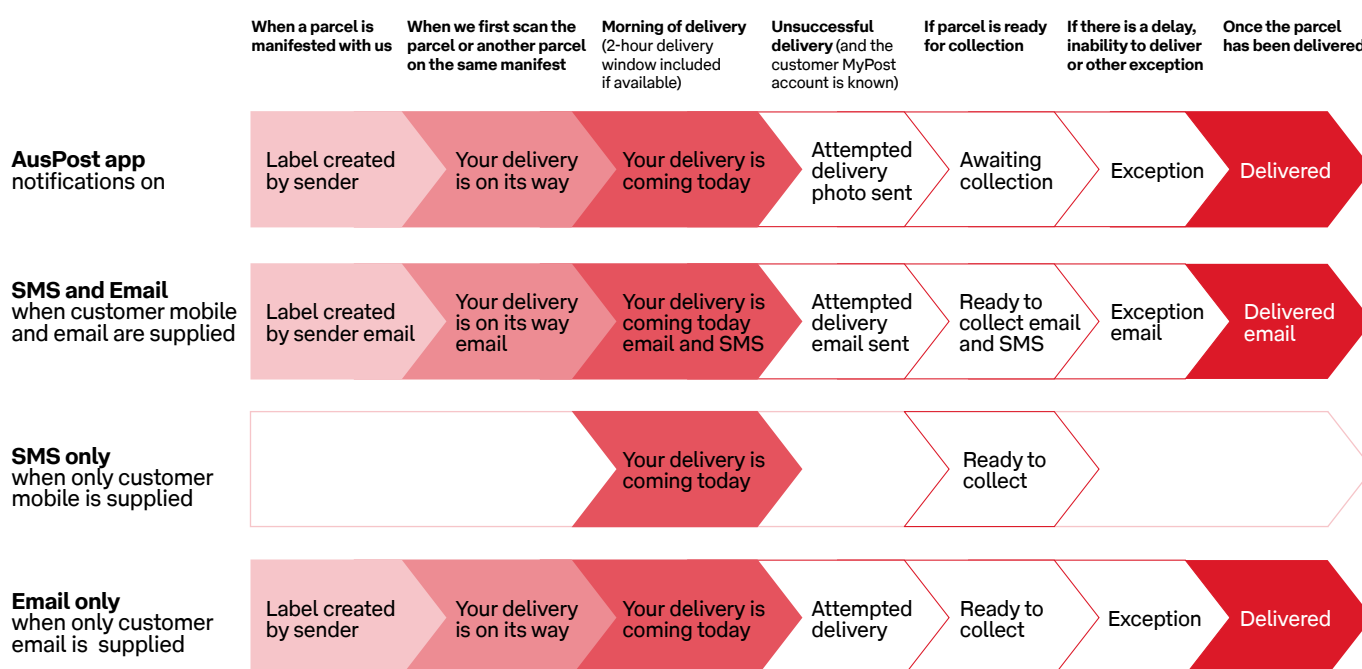 When a parcel is
manifested with us
When we first scan the
parcel or another parcel
on the same manifest
Morning of delivery
(2-hour delivery
window included
if available)
Unsuccessful
delivery (and the
customer MyPost
account is known)
If parcel is ready
for collection
If there is a delay,
inability to deliver
or other exception
Once the parcel
has been delivered
AusPost app
notifications on
Label created
by sender
Your delivery
is on its way
Your delivery is
coming today
Attempted
delivery
photo sent
Awaiting
collection
Exception
Delivered
SMS and Email
when customer mobile
and email are supplied
Label created
by sender email
Your delivery
is on its way
email
Your delivery is
coming today
email and SMS
Attempted
delivery
email sent
Ready to
collect email
and SMS
Exception
email
Delivered
email
SMS only
when only customer
mobile is supplied
Your delivery is
coming today
Ready to
collect
Email only
when only customer
email is supplied
Label created
by sender
Your delivery
is on its way
Your delivery is
coming today
Attempted
delivery
Ready to
collect
Exception
Delivered